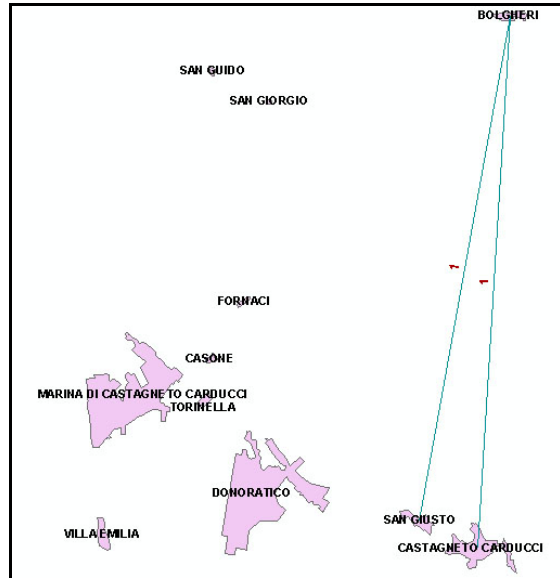 BOLGHERI
SAN GUIDO
SAN GIORGIO
1
1
FORNACI
CASONE
MARINA DI CASTAGNETO CARDUCCI
TORINELLA
DONORATICO
SAN GIUSTO
VILLA EMILIA
CASTAGNETO CARDUCCI